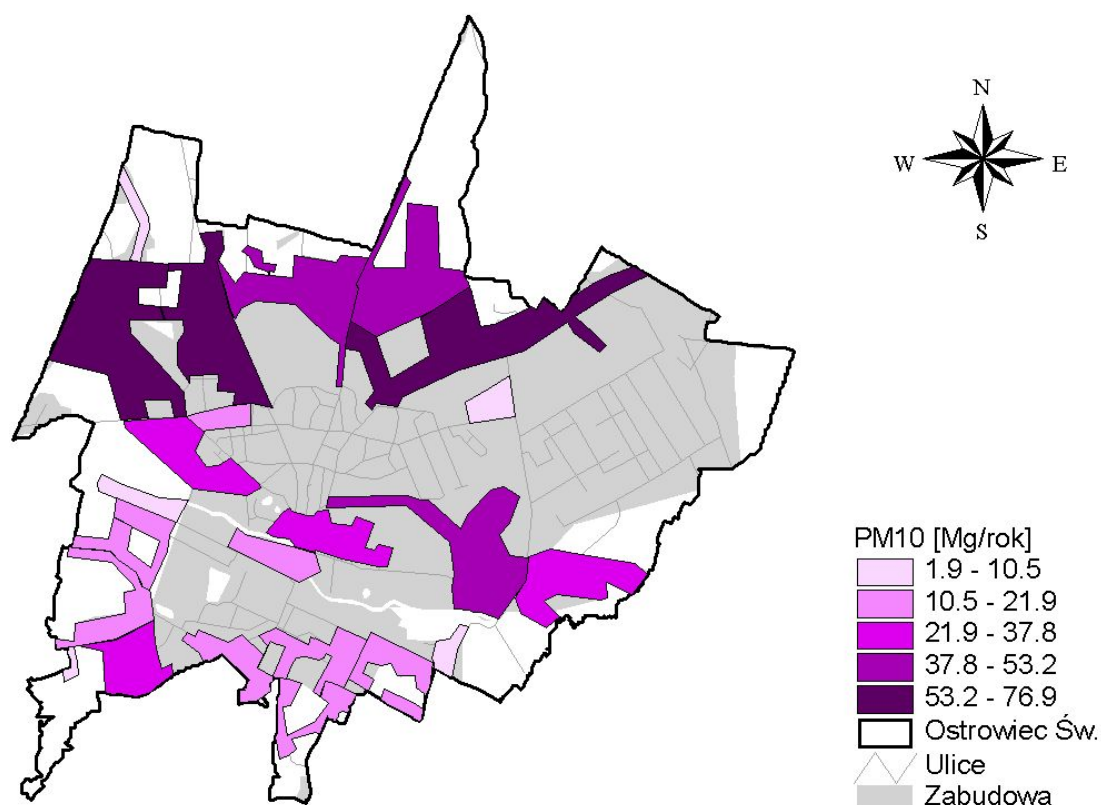 N
W E
S
PM10 [Mg/rok]
1.9 - 10.5
10.5 - 21.9
21.9 - 37.8
37.8 - 53.2
53.2 - 76.9
Ostrowiec Św.
Ulice
Zabudowa